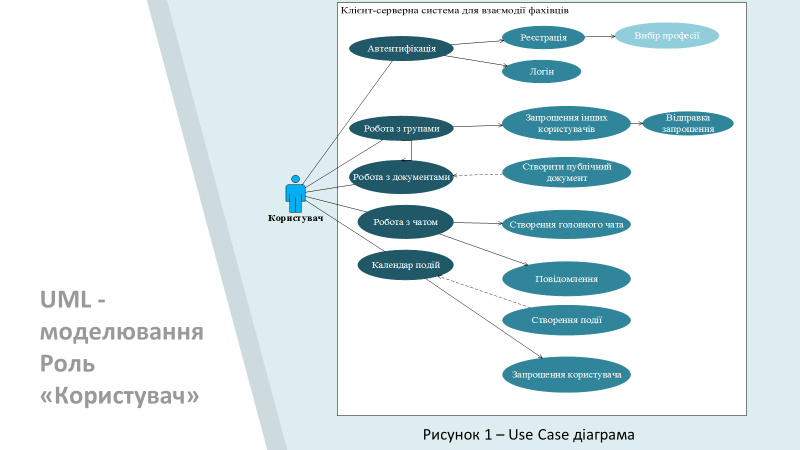 Клієнт-серверна система для взаємодії фахівців
Автентифікація
Реєстрація
Вибір професії
Логін
Робота з групами
Запрошення інших
користувачів
Відправка
запрошення
Робота з документами
Створити публічний
документ
Користувач
Робота з чатом
Створення головного чата
Календар подій
Повідомлення
Створення події
Запрошення користувача
UML -
моделювання
Роль
«Користувач»
Рисунок 1 – Use Case діаграма